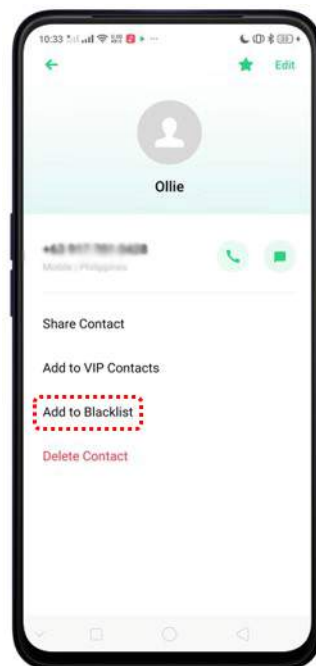 10:33
Edit
Ollie
Share Contact
Add to VIP Contacts
Add to Blacklist
Delete Contact